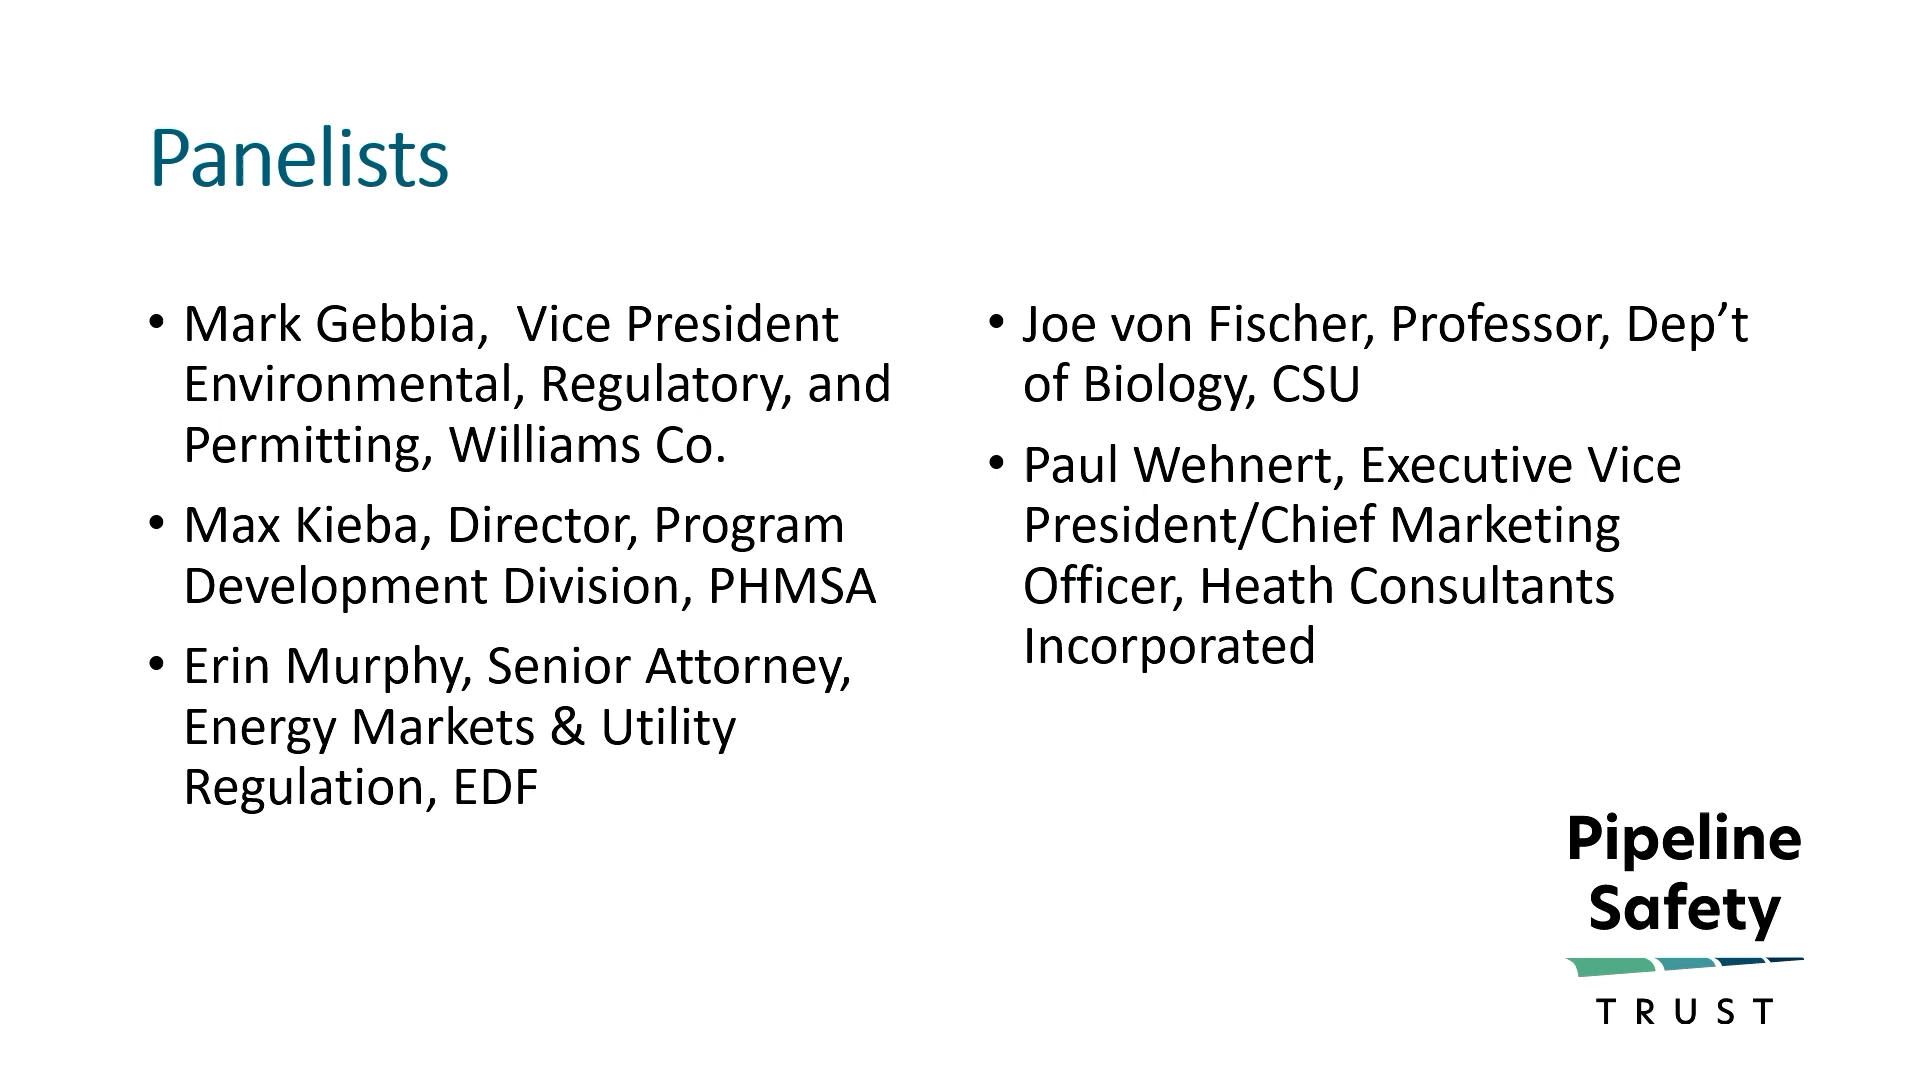 Panelists
• Mark Gebbia,  Vice President
Environmental, Regulatory, and
Permitting, Williams Co.
• Max Kieba, Director, Program
Development Division, PHMSA
• Erin Murphy, Senior Attorney,
Energy Markets & Utility
Regulation, EDF
• Joe von Fischer, Professor, Dep’t
of Biology, CSU
• Paul Wehnert, Executive Vice
President/Chief Marketing
Officer, Heath Consultants
Incorporated
Pipeline
Safety
TRUST